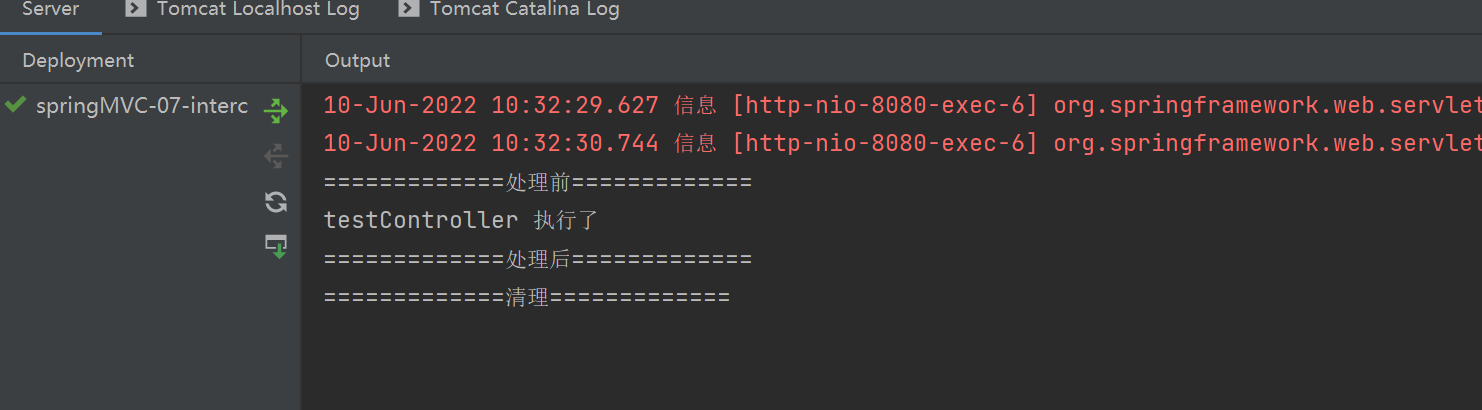 Server Tomcat Localhost Log Tomcat Catalina Log
Deployment Output
springMVC-07-interc
10-Jun-2022 10:32:29.627 信息 [http-nio-8080-exec-6] org.springframework.web.servlet
10-Jun-2022 10:32:30.744 信息 [http-nio-8080-exec-6] org.springframework.web.servlet
=============处理前=============
testController 执行了
=============处理后=============
=============清理=============